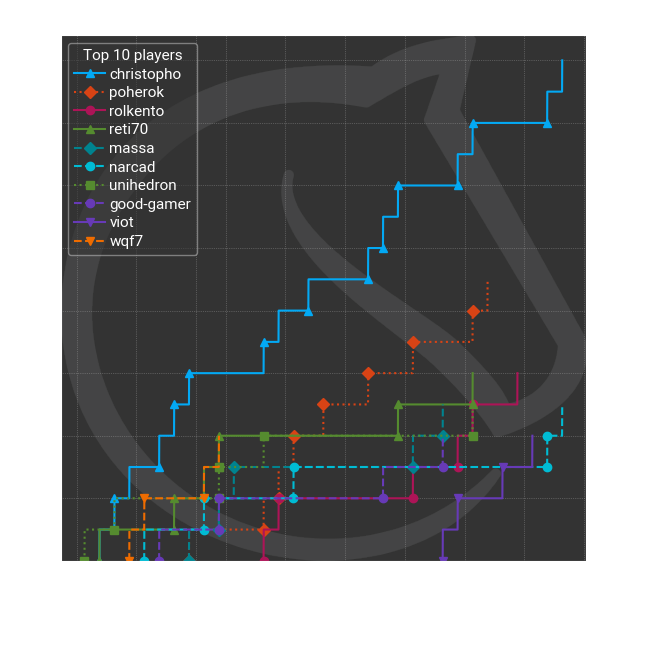 Top 10 players
christopho
poherok
rolkento
reti70
massa
narcad
unihedron
good-gamer
viot
wqf7